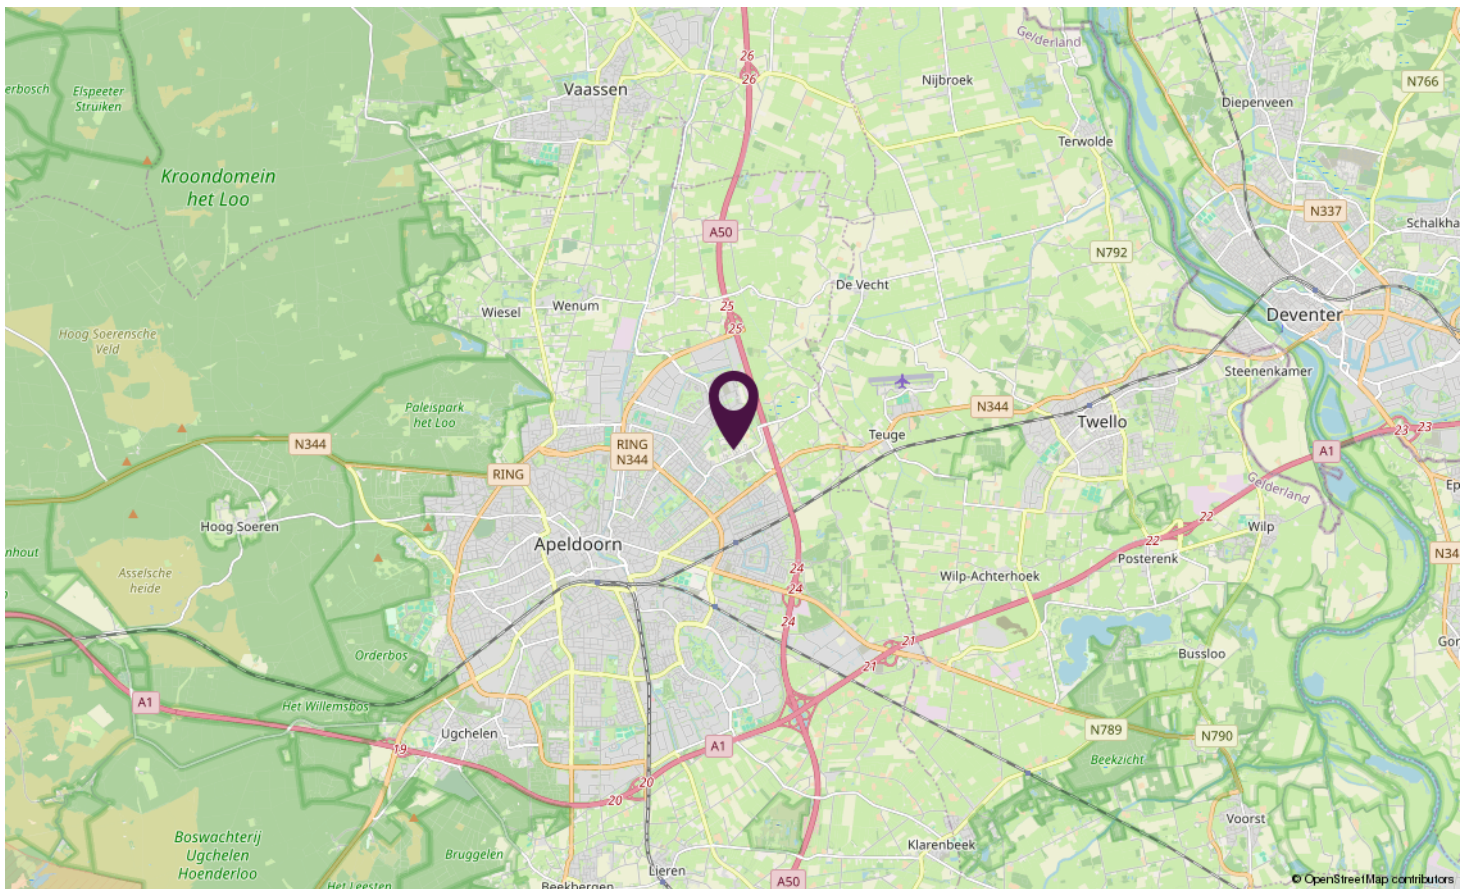 26
Gelderland
Nijbroek
N766
erbosch
Elspeeter
Struiken
26
Vaassen
Diepenveen
Terwolde
Kroondomein
het Loo
N337
Schalkha
A50
N792
De Vecht
Wiesel
Wenum
25
25
Deventer
Hoog Soerensche
Veld
Steenenkamer
Paleispark
het Loo
N344
Twello
Teuge
N344
RING
N344
RING
23
23
A1
Gelderland
Ep
22
22
Hoog Soeren
Wilp
nhout
Apeldoorn
N34
Posterenk
Asselsche
heide
24
24
Wilp-Achterhoek
24
21
21
Gor
Orderbos
Bussloo
A1
Het Willemsbos
Ugchelen
19
A1
N789
N790
Beekzicht
20
20
Voorst
Boswachterij
Ugchelen
Hoenderloo
Bruggelen
Klarenbeek
Lieren
A50
Het Leesten
Beekbergen
© OpenStreetMap contributors